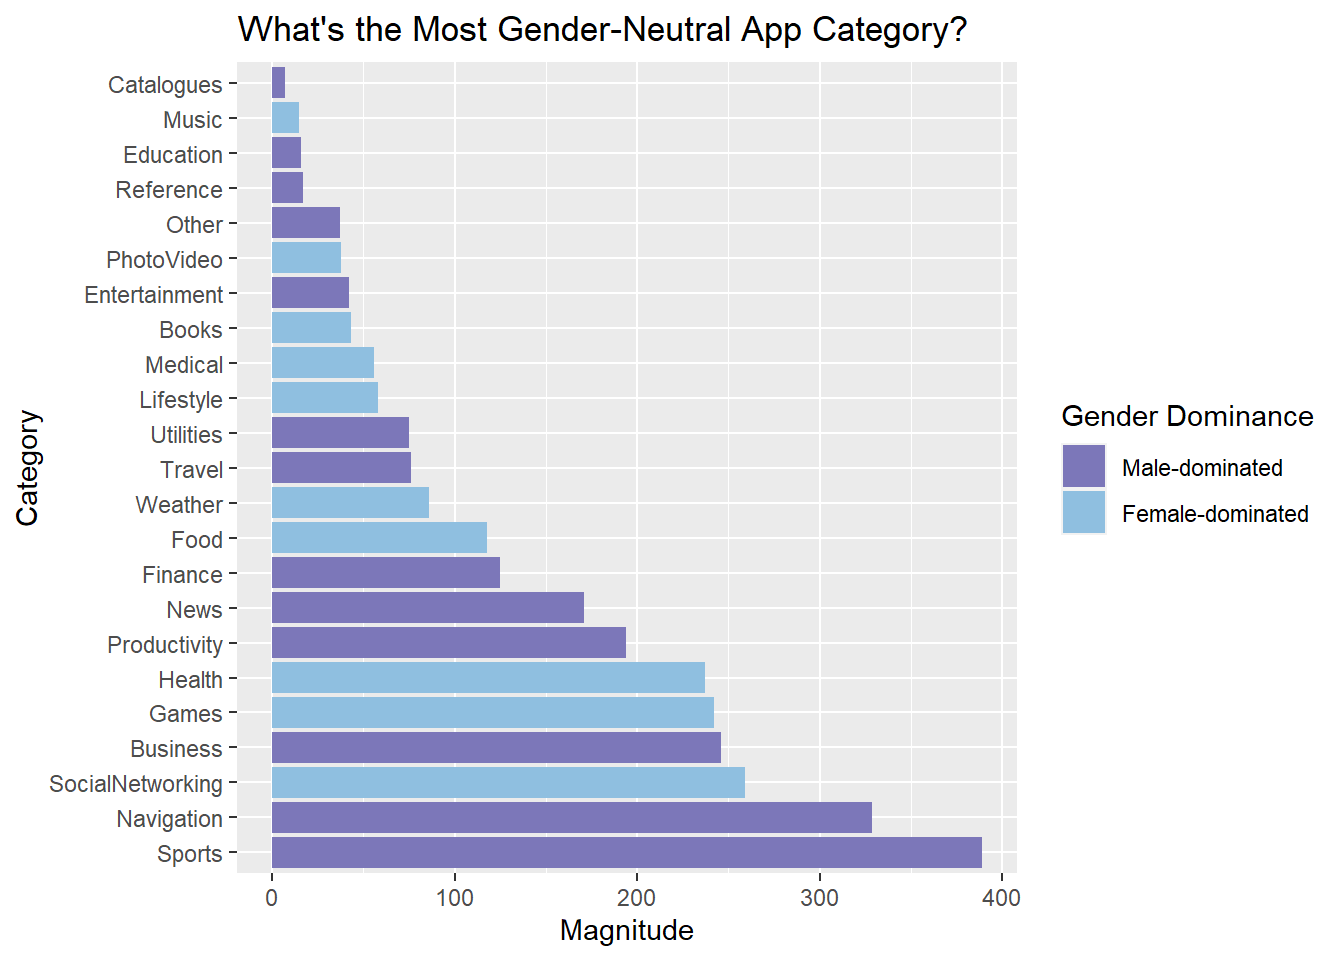 What's the Most Gender-Neutral App Category?
Catalogues
Music
Education
Reference
Other
PhotoVideo
Entertainment
Books
Medical
Lifestyle
Utilities
Travel
Weather
Food
Finance
News
Productivity
Health
Games
Business
SocialNetworking
Navigation
Sports
Category
0 100 200 300 400
Magnitude
Gender Dominance
Male-dominated
Female-dominated